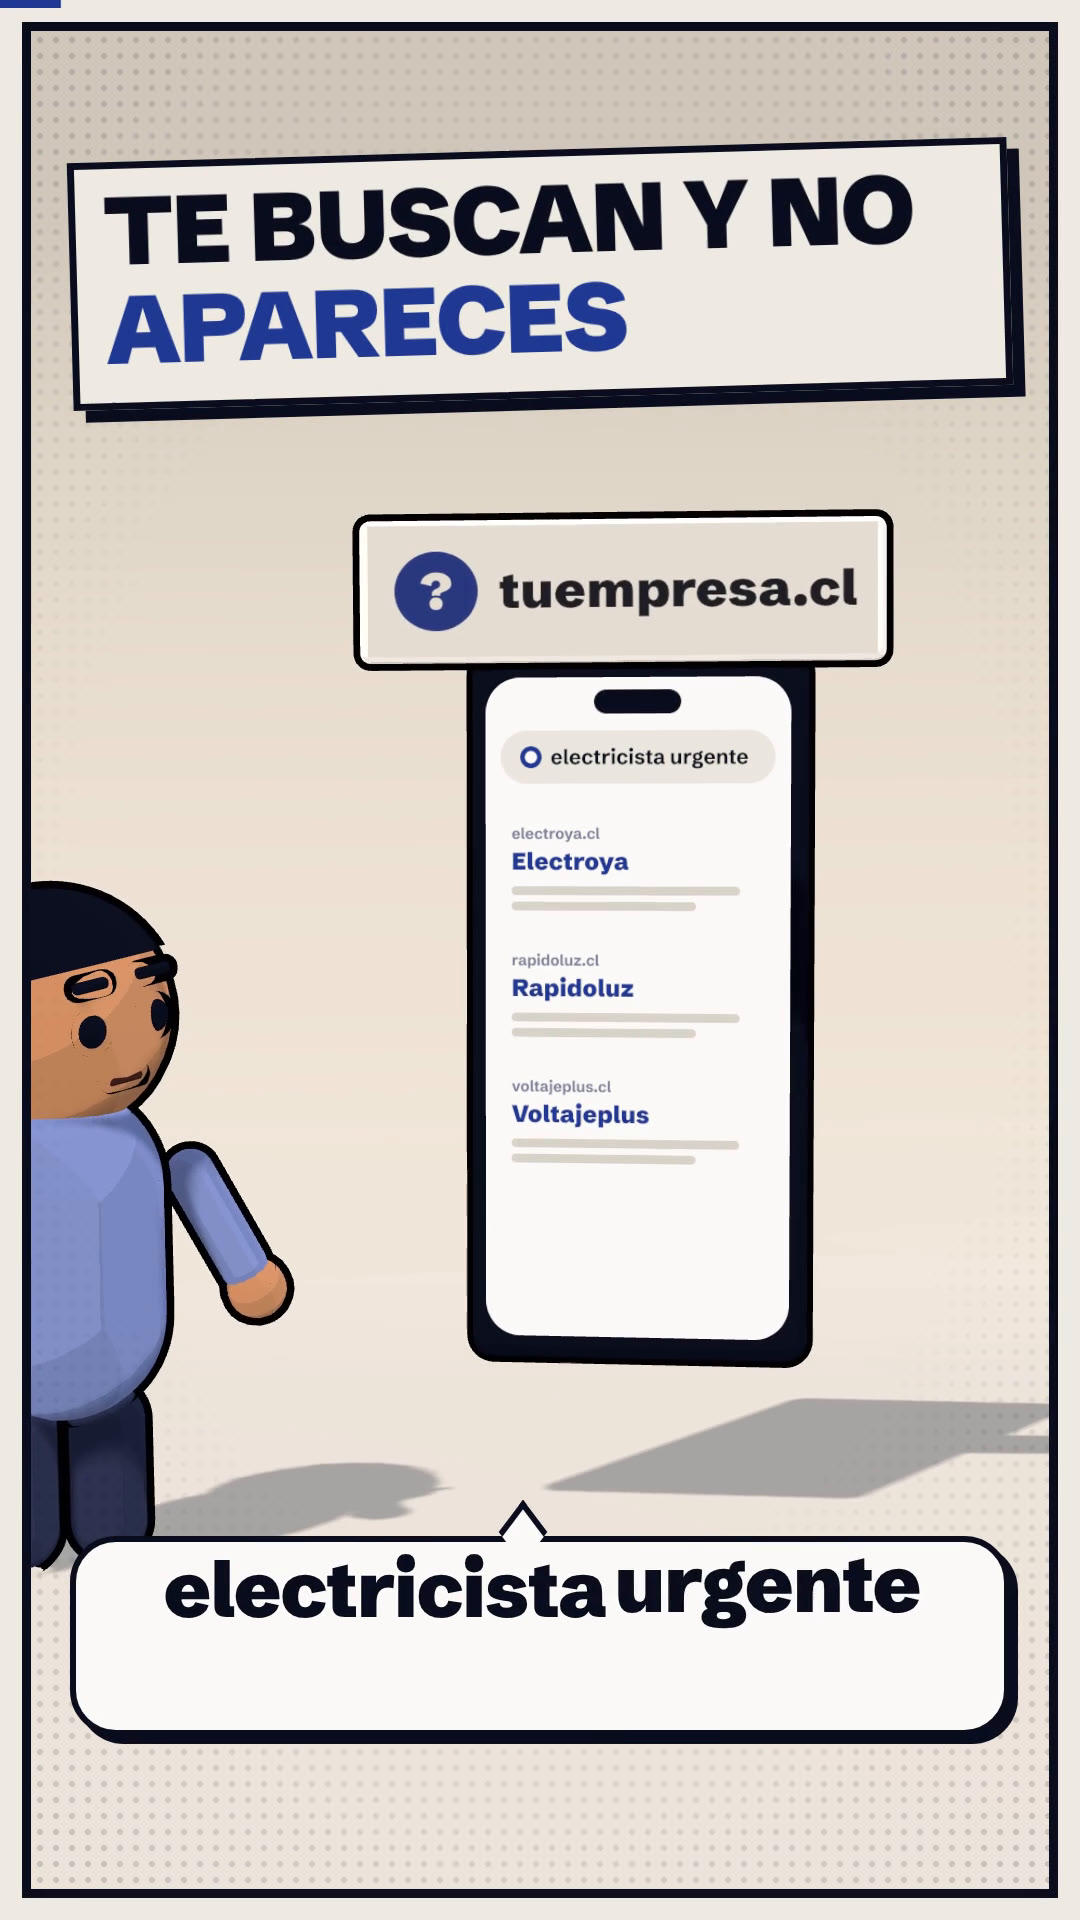 TE BUSCAN Y NO
APARECES
? tuempresa.cl
electricista urgente
electroya.cl
Electroya
rapidoluz.cl
Rapidoluz
voltajeplus.cl
Voltajeplus
electricista urgente